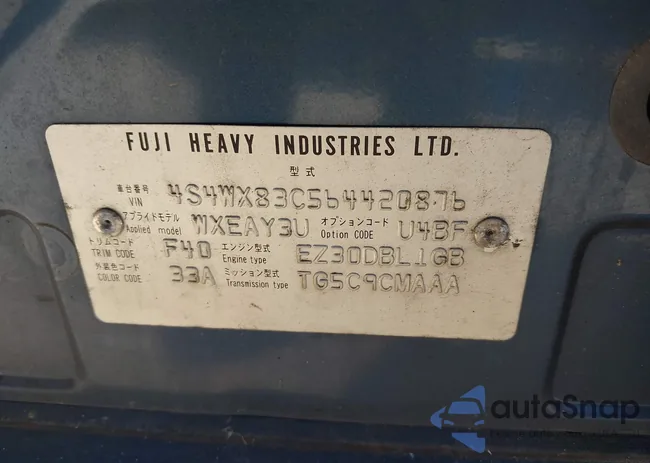 FUJI HEAVY INDUSTRIES LTD.
型式
車台番号 VIN 4S4WX83C564420876
アプライドモデル Applied model WXEAY3U オプションコード Option CODE U4BF
トリムコード TRIM CODE F40 エンジン型式 Engine type EZ30DBL1GB
外装色コード COLOR CODE 33A ミッション型式 Transmission type TG5C9CMAAA
autoSnap